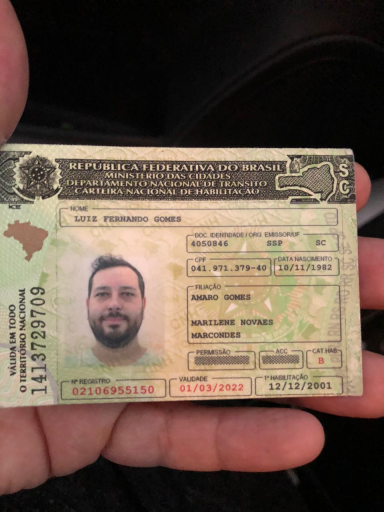 REPÚBLICA FEDERATIVA DO BRASIL
MINISTÉRIO DAS CIDADES
DEPARTAMENTO NACIONAL DE TRÂNSITO
CARTEIRA NACIONAL DE HABILITAÇÃO
SC
NOME
LUIZ FERNANDO GOMES
DOC. IDENTIDADE / ORG. EMISSOR/UF
4050846 SSP SC
CPF
041.971.379-40
DATA NASCIMENTO
10/11/1982
FILIAÇÃO
AMARO GOMES
MARILENE NOVAES
MARCONDES
PERMISSÃO
ACC
CAT HAB
B
Nº REGISTRO
02106955150
VALIDADE
01/03/2022
1ª HABILITAÇÃO
12/12/2001
VÁLIDA EM TODO
O TERRITÓRIO NACIONAL
1413729709